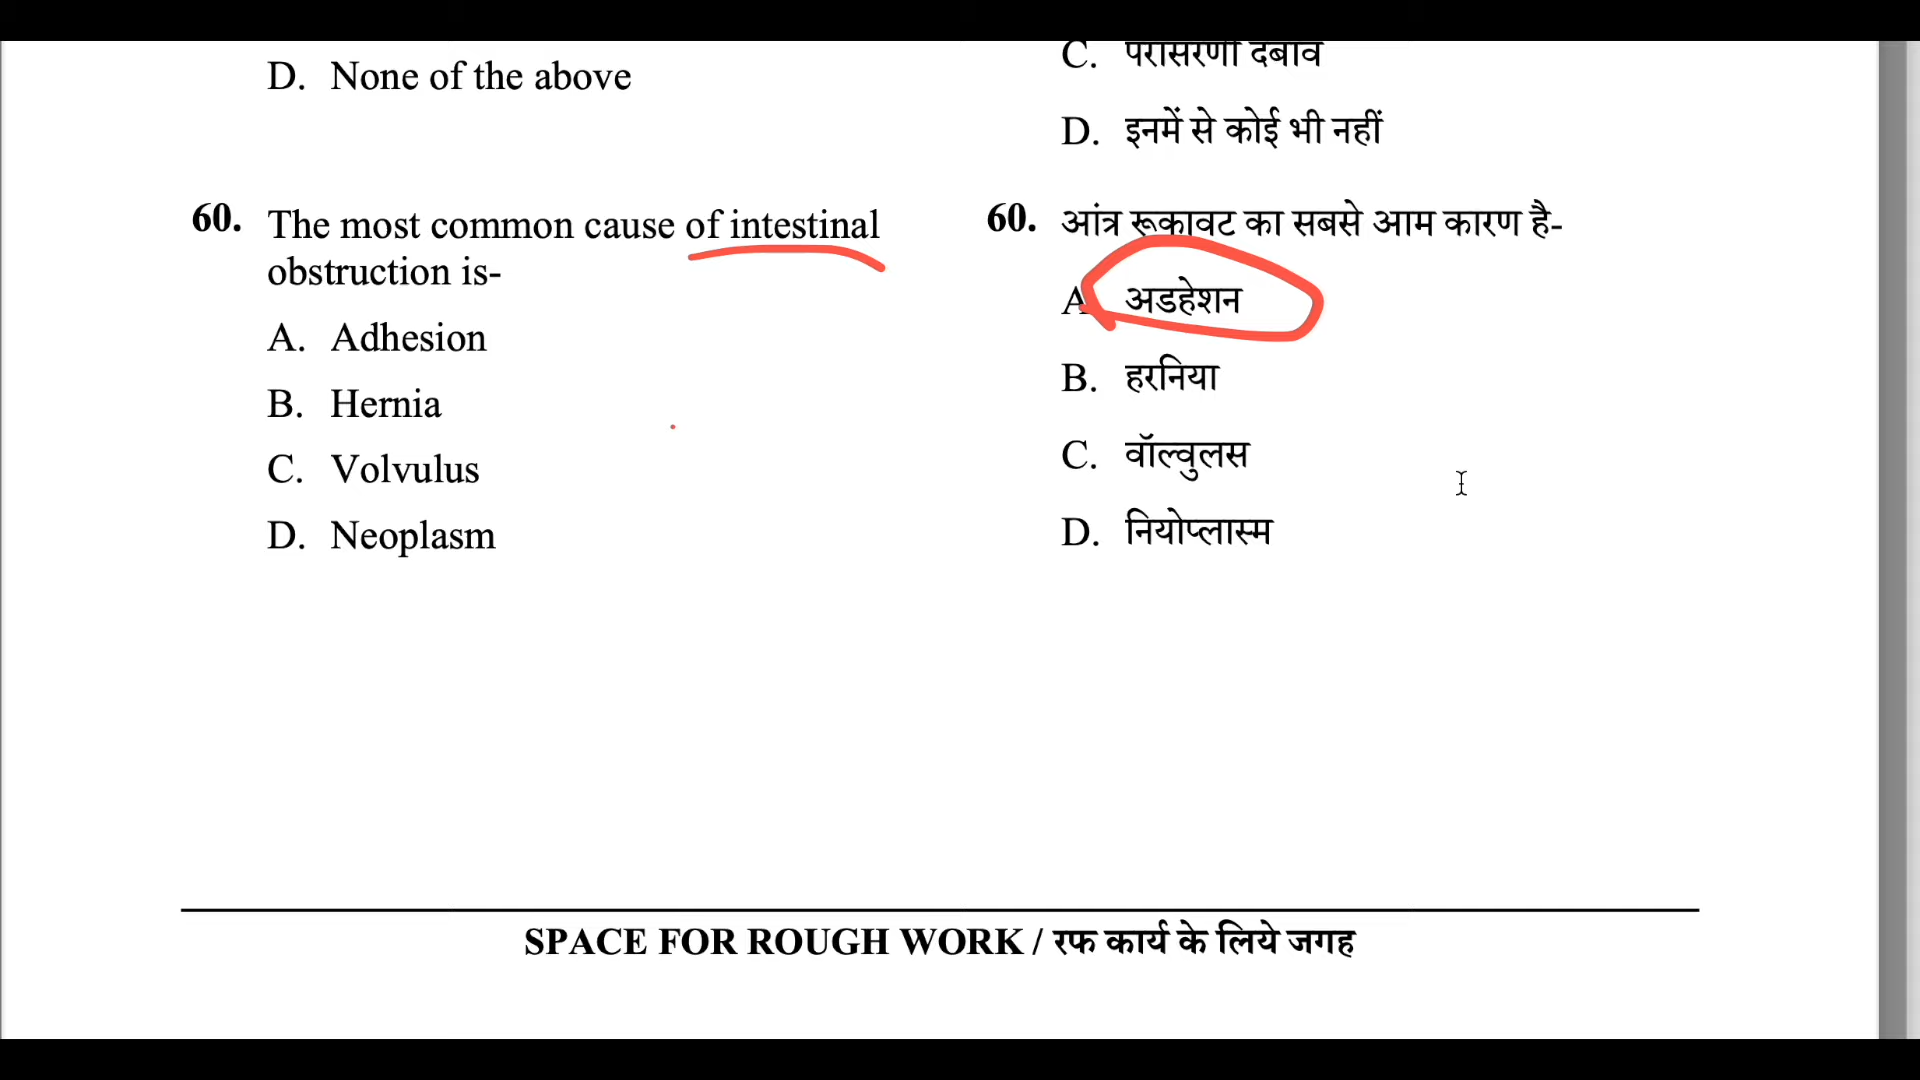 D. None of the above
C. परासरणी दबाव
D. इनमें से कोई भी नहीं
60. The most common cause of intestinal
obstruction is-
A. Adhesion
B. Hernia
C. Volvulus
D. Neoplasm
60. आंत्र रूकावट का सबसे आम कारण है-
A. अडहेशन
B. हरनिया
C. वॉल्वुलस
D. नियोप्लास्म
SPACE FOR ROUGH WORK / रफ कार्य के लिये जगह